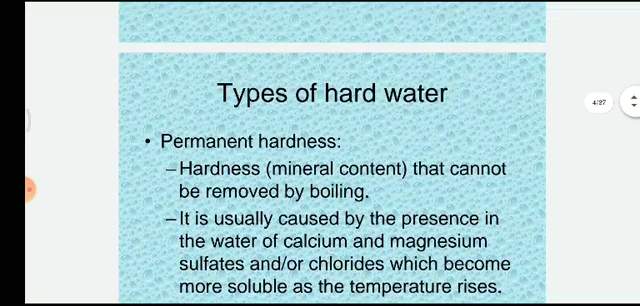 Types of hard water
4/27
• Permanent hardness:
–Hardness (mineral content) that cannot
be removed by boiling.
–It is usually caused by the presence in
the water of calcium and magnesium
sulfates and/or chlorides which become
more soluble as the temperature rises.